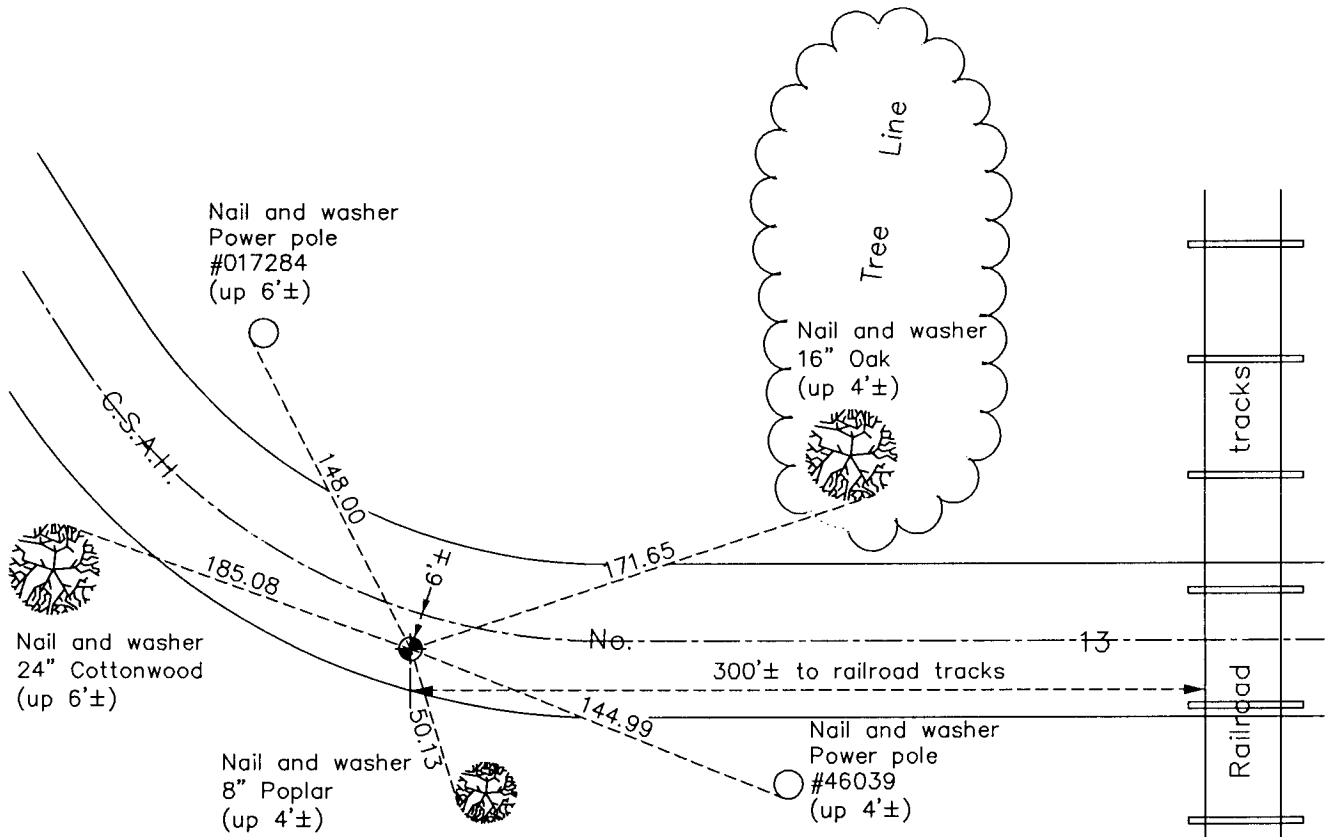 Nail and washer
Power pole
#017284
(up 6'±)
Tree Line
Nail and washer
16" Oak
(up 4'±)
C.S.A.H.
148.00
6'±
171.65
185.08
Nail and washer
24" Cottonwood
(up 6'±)
No. 13
300'± to railroad tracks
144.99
50.13
Nail and washer
8" Poplar
(up 4'±)
Nail and washer
Power pole
#46039
(up 4'±)
Railroad tracks